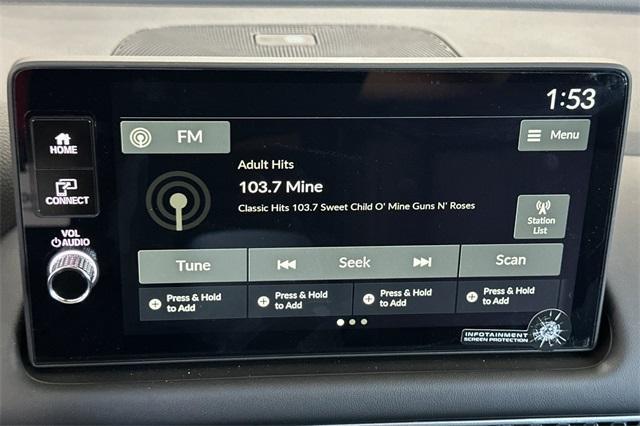 1:53
FM
Menu
HOME
CONNECT
VOL
AUDIO
Adult Hits
103.7 Mine
Classic Hits 103.7 Sweet Child O' Mine Guns N' Roses
Station
List
Tune
Seek
Scan
Press & Hold
to Add
Press & Hold
to Add
Press & Hold
to Add
Press & Hold
to Add
INFOTAINMENT
SCREEN PROTECTION